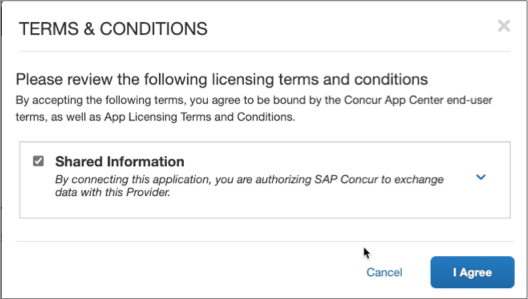 TERMS & CONDITIONS
Please review the following licensing terms and conditions
By accepting the following terms, you agree to be bound by the Concur App Center end-user
terms, as well as App Licensing Terms and Conditions.
Shared Information
By connecting this application, you are authorizing SAP Concur to exchange
data with this Provider.
Cancel
I Agree